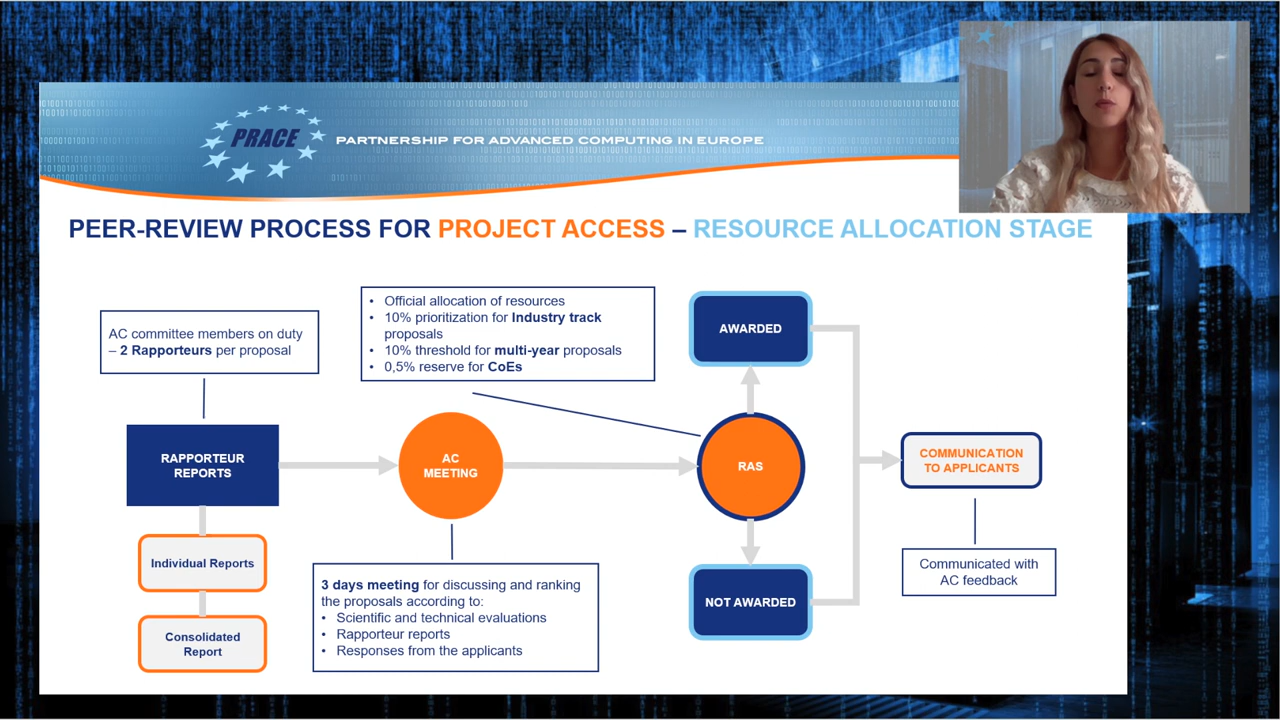 PRACE
PARTNERSHIP FOR ADVANCED COMPUTING IN EUROPE
PEER-REVIEW PROCESS FOR PROJECT ACCESS – RESOURCE ALLOCATION STAGE
AC committee members on duty
– 2 Rapporteurs per proposal
• Official allocation of resources
• 10% prioritization for Industry track
proposals
• 10% threshold for multi-year proposals
• 0,5% reserve for CoEs
AWARDED
RAPPORTEUR
REPORTS
AC
MEETING
RAS
COMMUNICATION
TO APPLICANTS
Individual Reports
Consolidated
Report
3 days meeting for discussing and ranking
the proposals according to:
• Scientific and technical evaluations
• Rapporteur reports
• Responses from the applicants
NOT AWARDED
Communicated with
AC feedback